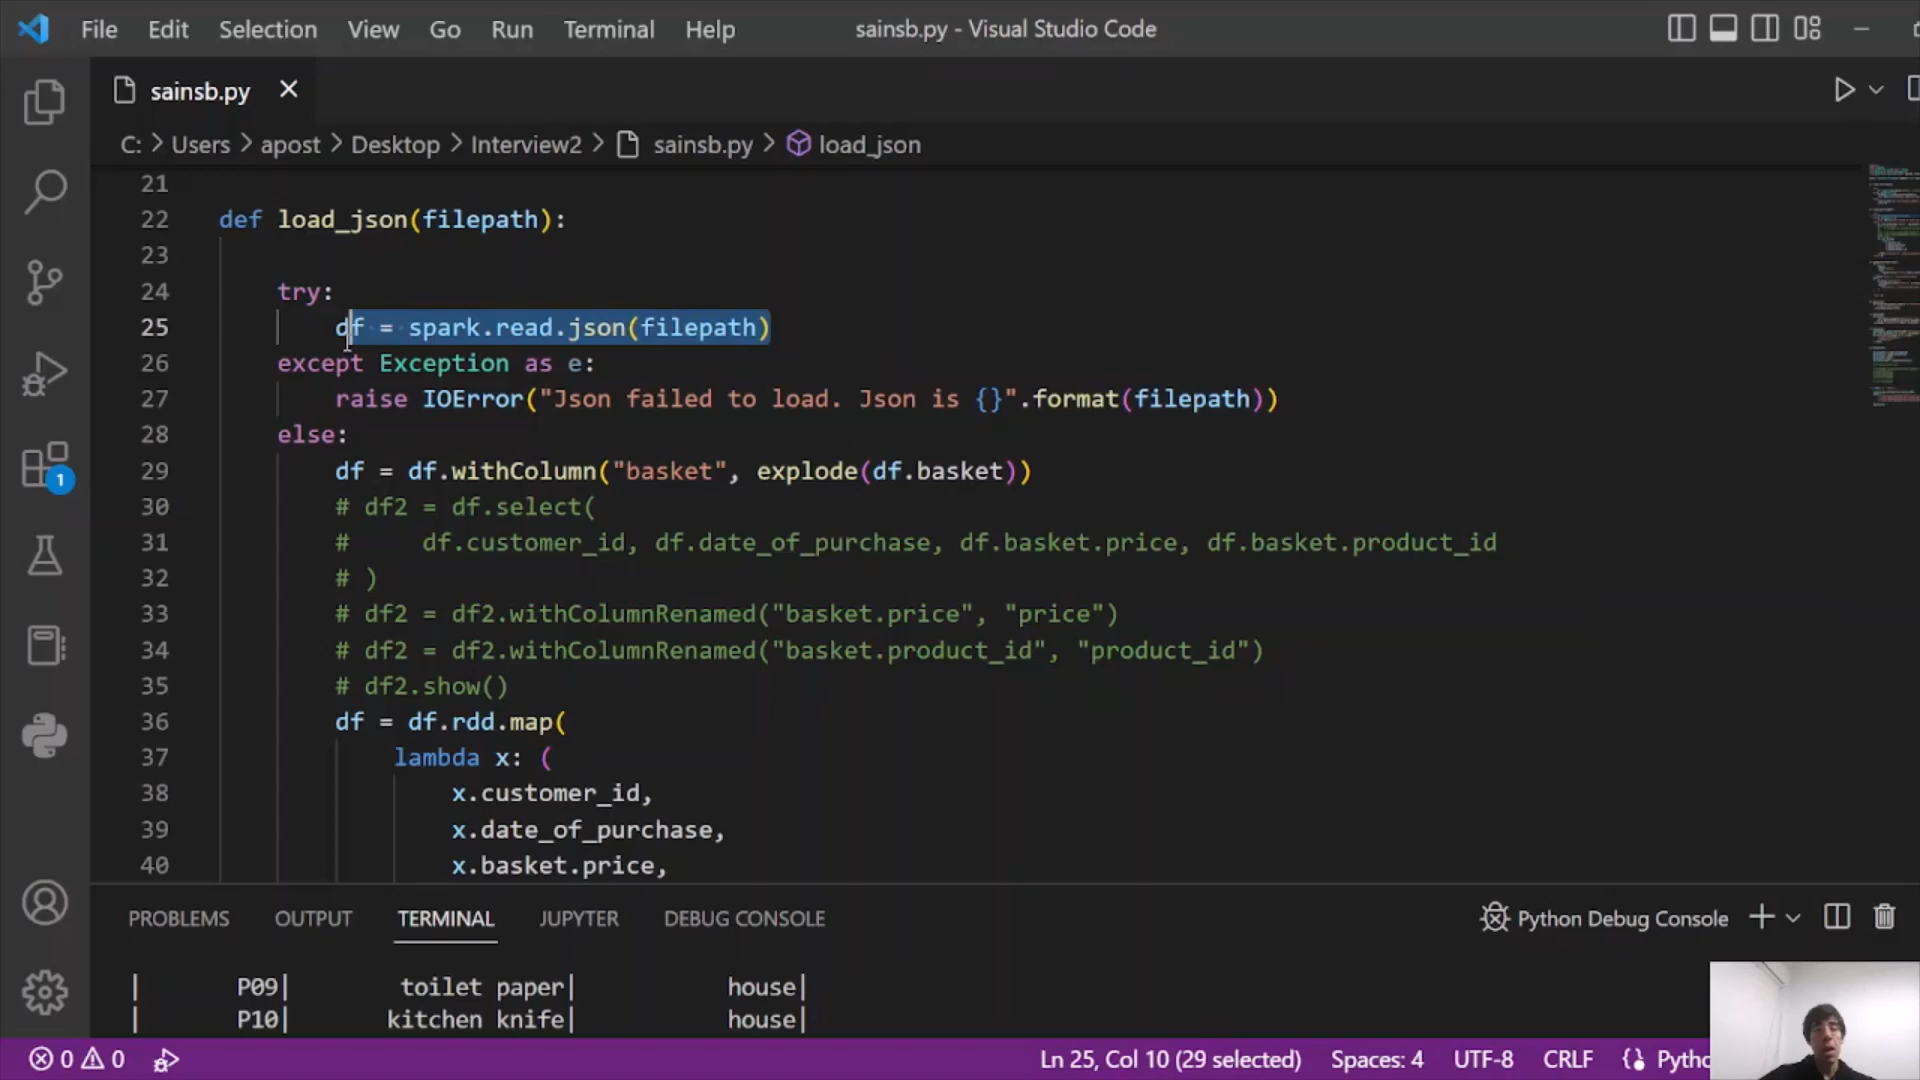 File Edit Selection View Go Run Terminal Help sainsb.py - Visual Studio Code
sainsb.py
C: > Users > apost > Desktop > Interview2 > sainsb.py > load_json
21
22 def load_json(filepath):
23
24 try:
25 df = spark.read.json(filepath)
26 except Exception as e:
27 raise IOError("Json failed to load. Json is {}".format(filepath))
28 else:
29 df = df.withColumn("basket", explode(df.basket))
30 # df2 = df.select(
31 # df.customer_id, df.date_of_purchase, df.basket.price, df.basket.product_id
32 # )
33 # df2 = df2.withColumnRenamed("basket.price", "price")
34 # df2 = df2.withColumnRenamed("basket.product_id", "product_id")
35 # df2.show()
36 df = df.rdd.map(
37 lambda x: (
38 x.customer_id,
39 x.date_of_purchase,
40 x.basket.price,
1
PROBLEMS OUTPUT TERMINAL JUPYTER DEBUG CONSOLE Python Debug Console
| P09| toilet paper| house|
| P10| kitchen knife| house|
0 0 Ln 25, Col 10 (29 selected) Spaces: 4 UTF-8 CRLF Pytho